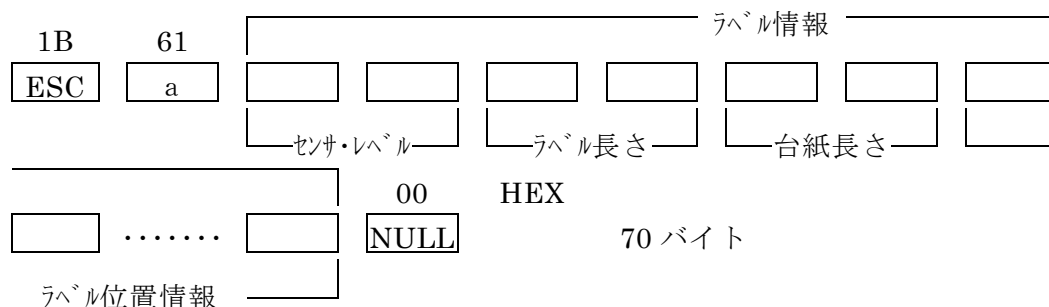 ﾗﾍﾞﾙ情報
1B 61
ESC a
ｾﾝｻ・ﾚﾍﾞﾙ ﾗﾍﾞﾙ長さ 台紙長さ
00 HEX
‥‥‥‥ NULL 70 バイト
ﾗﾍﾞﾙ位置情報